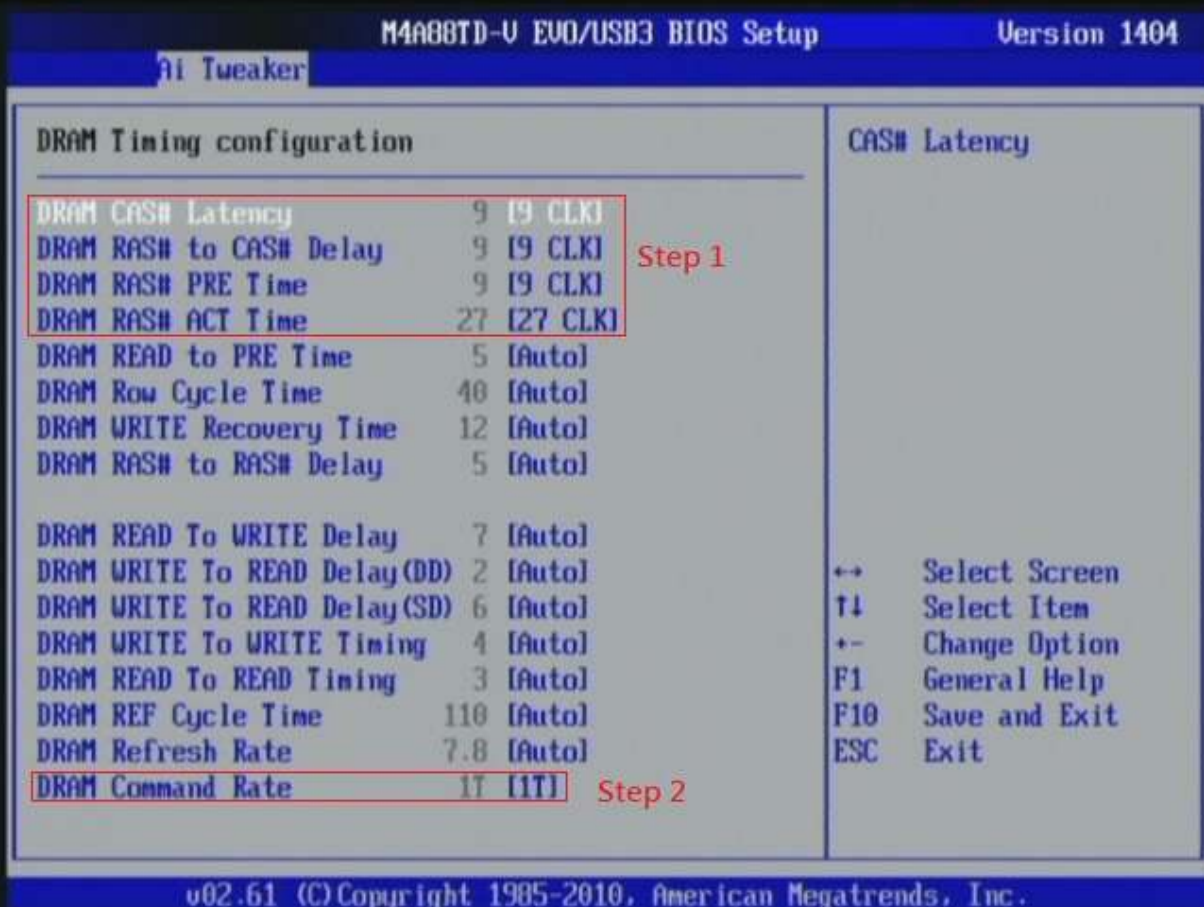 M4A88TD-V EVO/USB3 BIOS Setup Version 1404
Ai Tweaker
DRAM Timing configuration
DRAM CAS# Latency 9 [9 CLK]
DRAM RAS# to CAS# Delay 9 [9 CLK]
DRAM RAS# PRE Time 9 [9 CLK]
DRAM RAS# ACT Time 27 [27 CLK]
Step 1
DRAM READ to PRE Time 5 [Auto]
DRAM Row Cycle Time 40 [Auto]
DRAM WRITE Recovery Time 12 [Auto]
DRAM RAS# to RAS# Delay 5 [Auto]
DRAM READ To WRITE Delay 7 [Auto]
DRAM WRITE To READ Delay(DD) 2 [Auto]
DRAM WRITE To READ Delay(SD) 6 [Auto]
DRAM WRITE To WRITE Timing 4 [Auto]
DRAM READ To READ Timing 3 [Auto]
DRAM REF Cycle Time 110 [Auto]
DRAM Refresh Rate 7.8 [Auto]
DRAM Command Rate 1T [1T]
Step 2
CAS# Latency
←→ Select Screen
↑↓ Select Item
+- Change Option
F1 General Help
F10 Save and Exit
ESC Exit
v02.61 (C)Copyright 1985-2010, American Megatrends, Inc.